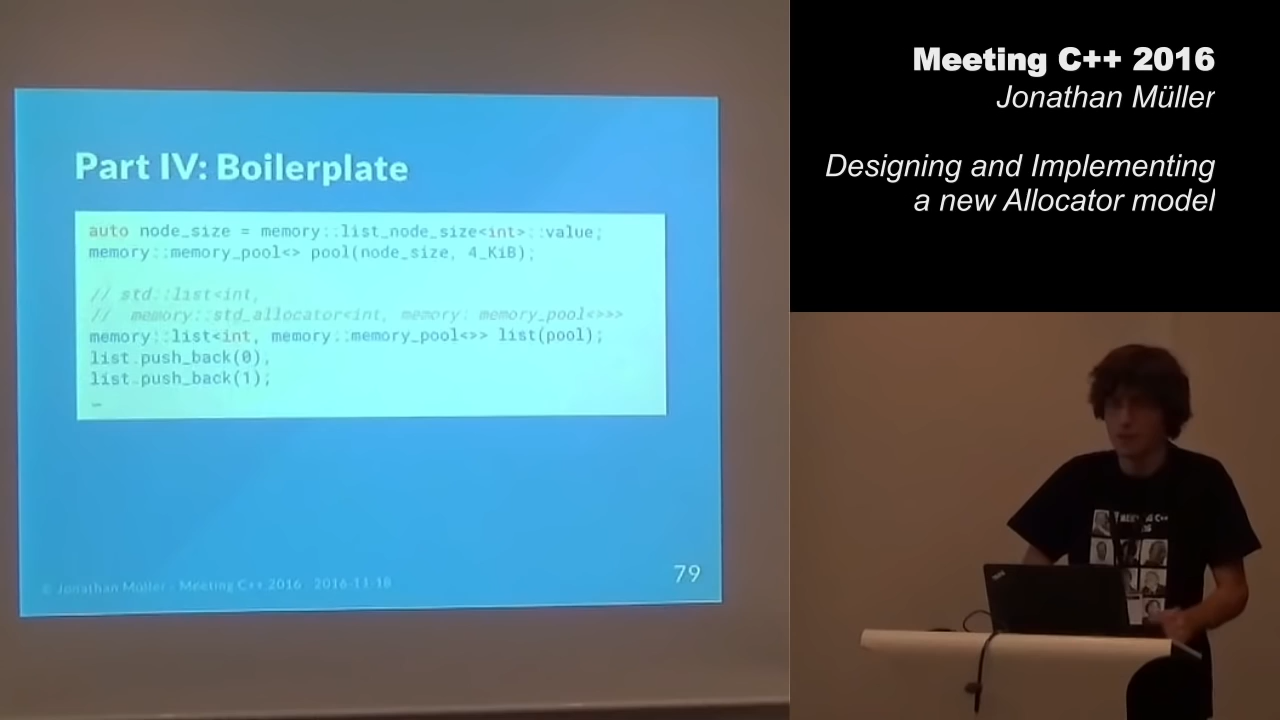 Part IV: Boilerplate
auto node_size = memory::list_node_size<int>::value;
memory::memory_pool<> pool(node_size, 4_KiB);
// std::list<int,
// memory::std_allocator<int, memory::memory_pool<>>>
memory::list<int, memory::memory_pool<>> list(pool);
list.push_back(0);
list.push_back(1);
…
© Jonathan Müller - Meeting C++ 2016 - 2016-11-18
79
Meeting C++ 2016
Jonathan Müller
Designing and Implementing
a new Allocator model